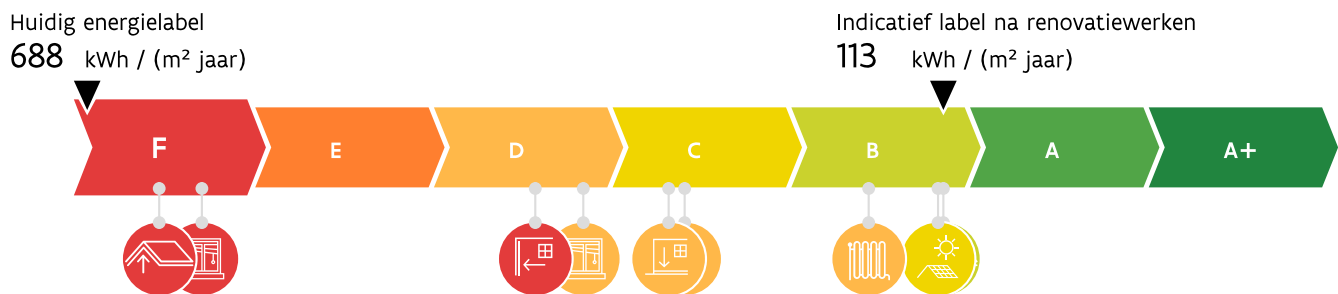 Huidig energielabel
688 kWh / (m² jaar)
Indicatief label na renovatiewerken
113 kWh / (m² jaar)
F E D C B A A+